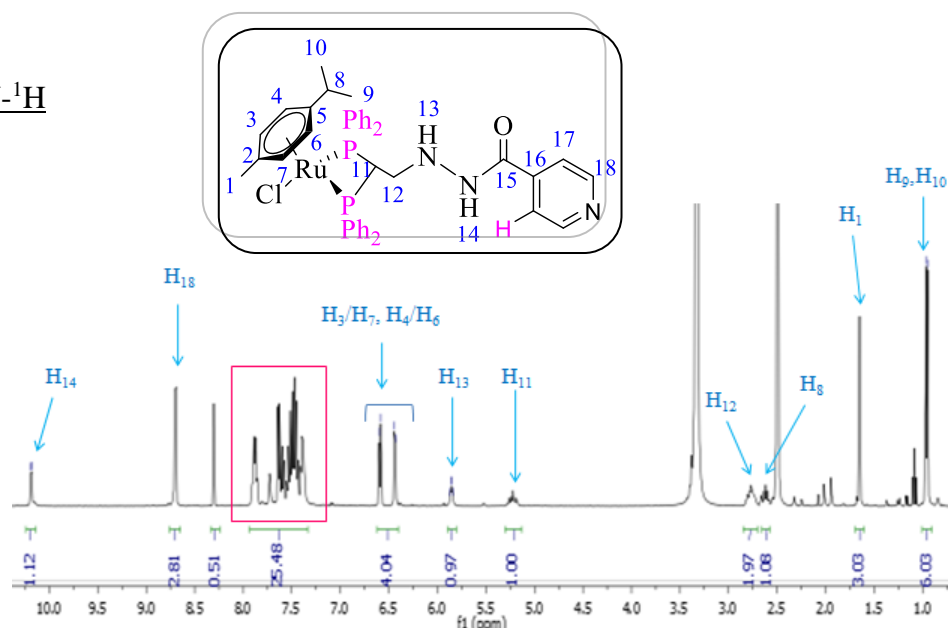 -¹H
10
8
9
4
5
3
6
2
7
1
Ph₂
P
Ru
Cl
P
Ph₂
11
12
13
H
N
N
H
14
O
15
16
17
18
N
H
H₁₄
H₁₈
H₃/H₇, H₄/H₆
H₁₃
H₁₁
H₁₂
H₈
H₁
H₉,H₁₀
1.12
2.81
0.51
25.48
4.04
0.97
1.00
1.97
1.08
3.03
6.03
10.0 9.5 9.0 8.5 8.0 7.5 7.0 6.5 6.0 5.5 5.0 4.5 4.0 3.5 3.0 2.5 2.0 1.5 1.0
f1 (ppm)